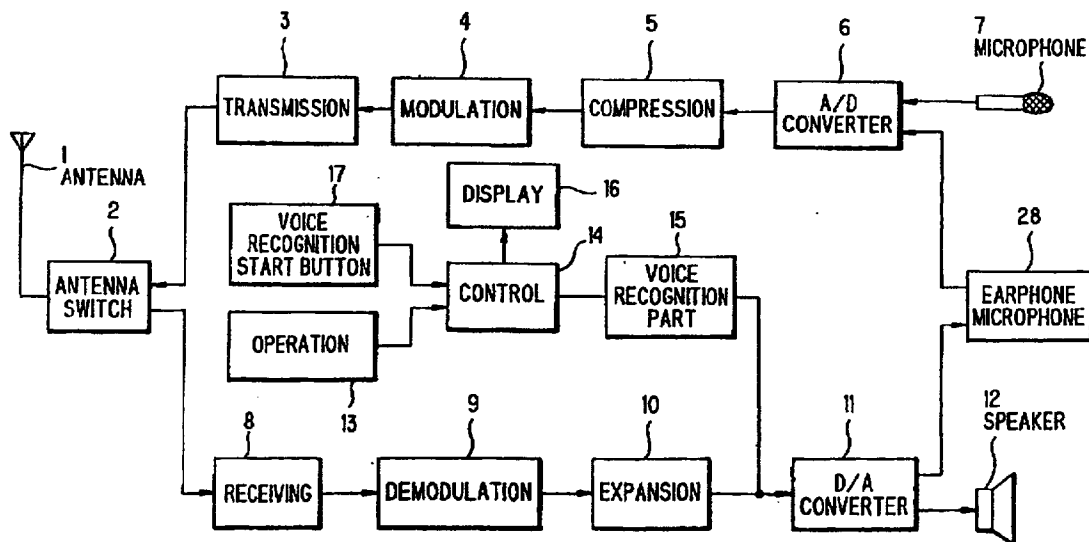 3
4
5
6
7
MICROPHONE
TRANSMISSION
MODULATION
COMPRESSION
A/D
CONVERTER
1
ANTENNA
2
ANTENNA
SWITCH
17
VOICE
RECOGNITION
START BUTTON
DISPLAY
16
14
CONTROL
15
VOICE
RECOGNITION
PART
28
EARPHONE
MICROPHONE
OPERATION
13
8
RECEIVING
9
DEMODULATION
10
EXPANSION
11
D/A
CONVERTER
12
SPEAKER